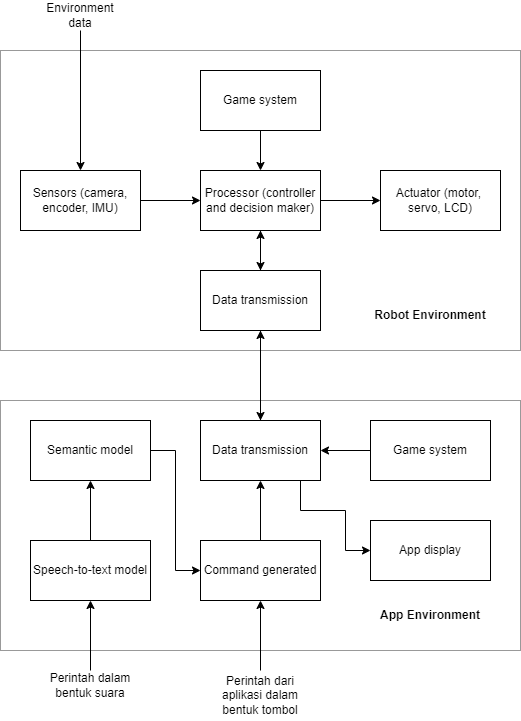 Environment
data
Game system
Sensors (camera,
encoder, IMU)
Processor (controller
and decision maker)
Actuator (motor,
servo, LCD)
Data transmission
Robot Environment
Semantic model
Data transmission
Game system
Speech-to-text model
Command generated
App display
App Environment
Perintah dalam
bentuk suara
Perintah dari
aplikasi dalam
bentuk tombol